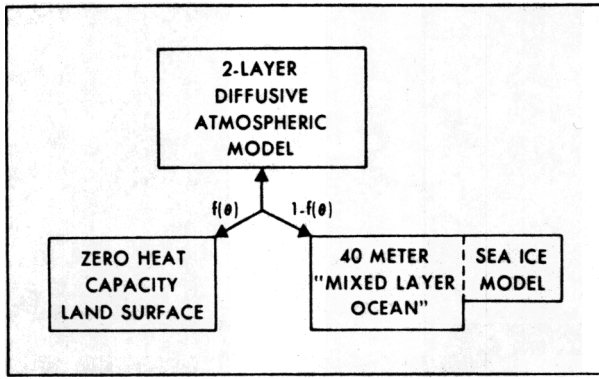 2-LAYER
DIFFUSIVE
ATMOSPHERIC
MODEL
f(θ)
1-f(θ)
ZERO HEAT
CAPACITY
LAND SURFACE
40 METER
"MIXED LAYER
OCEAN"
SEA ICE
MODEL